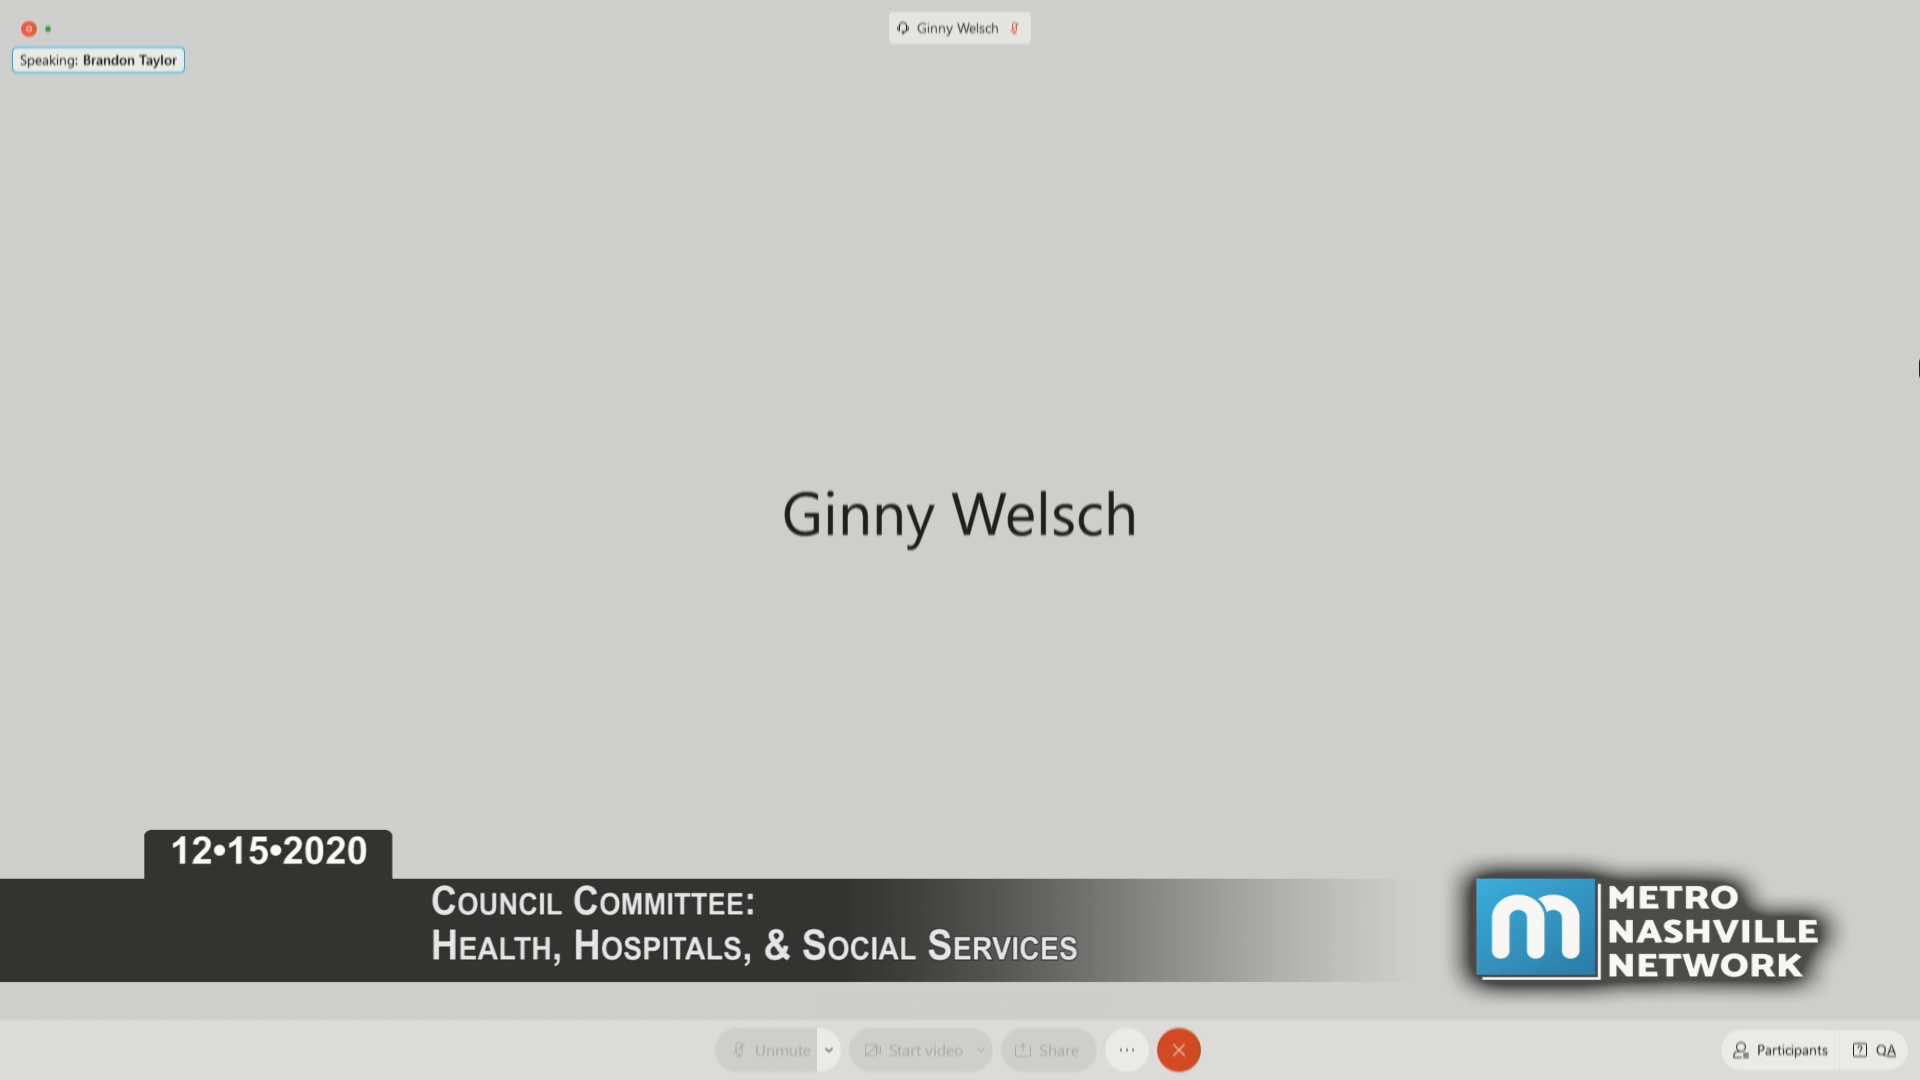 Ginny Welsch
Speaking: Brandon Taylor
Ginny Welsch
12•15•2020
Council Committee:
Health, Hospitals, & Social Services
METRO
NASHVILLE
NETWORK
Unmute
Start video
Share
Participants
QA